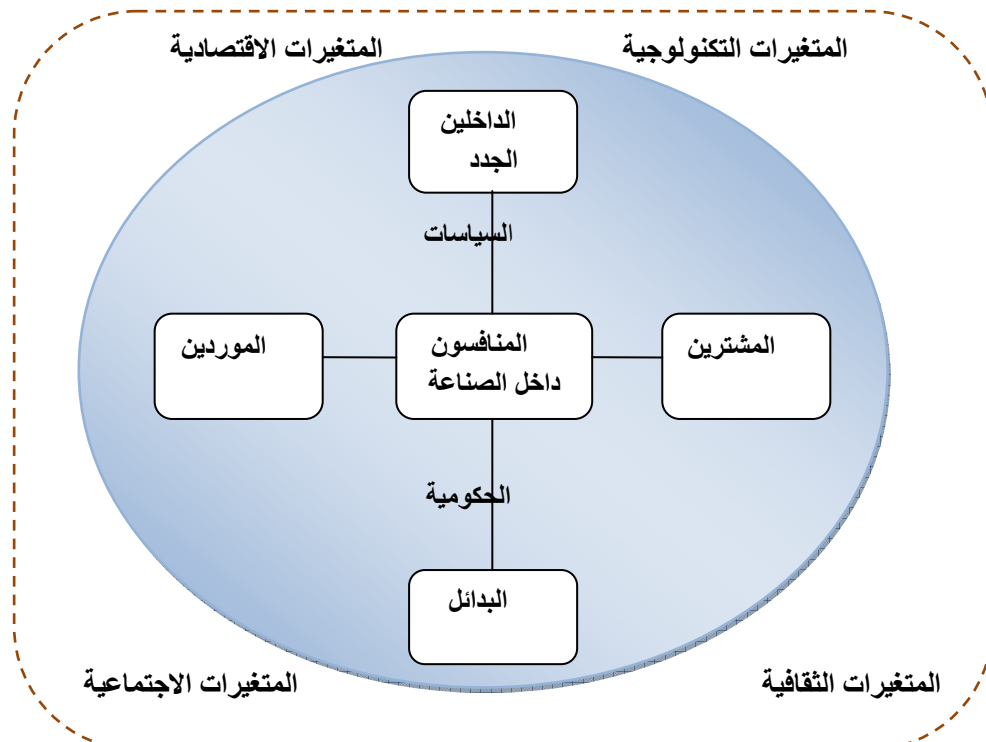 المتغيرات التكنولوجية
المتغيرات الاقتصادية
الداخلين
الجدد
السياسات
المشترين
المنافسون
داخل الصناعة
الموردين
الحكومية
البدائل
المتغيرات الثقافية
المتغيرات الاجتماعية